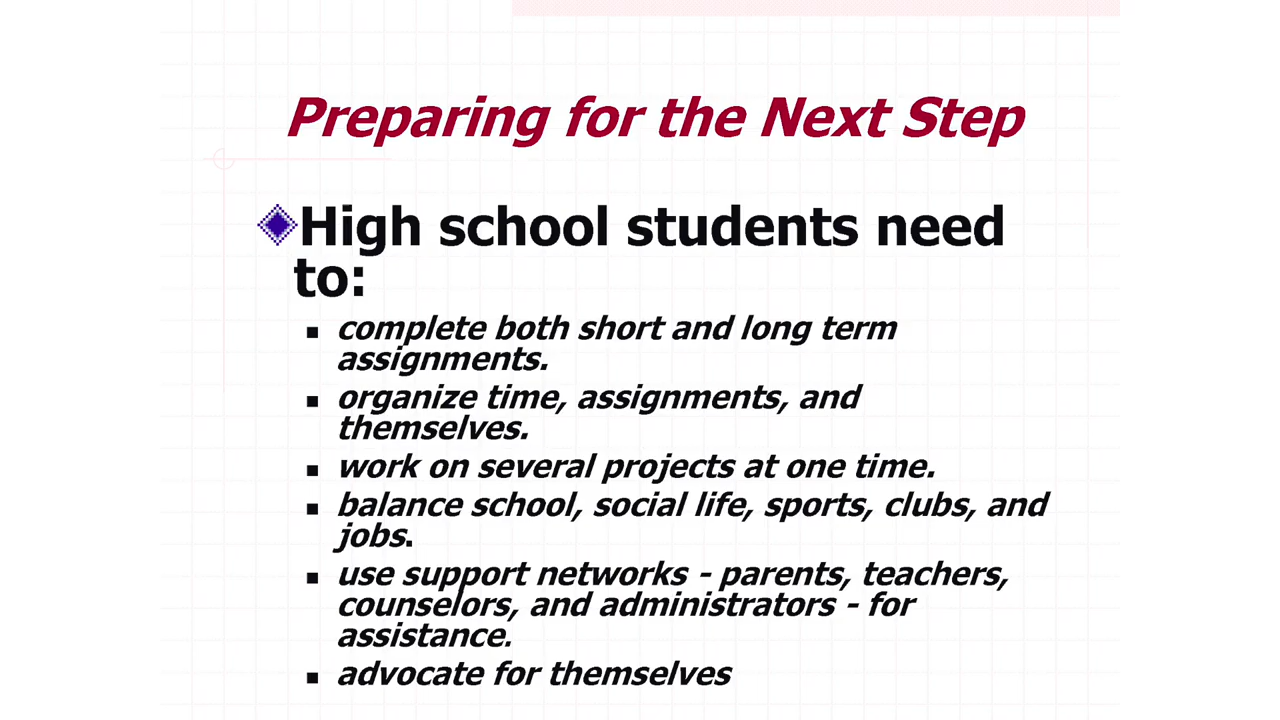 Preparing for the Next Step
High school students need
to:
complete both short and long term
assignments.
organize time, assignments, and
themselves.
work on several projects at one time.
balance school, social life, sports, clubs, and
jobs.
use support networks - parents, teachers,
counselors, and administrators - for
assistance.
advocate for themselves